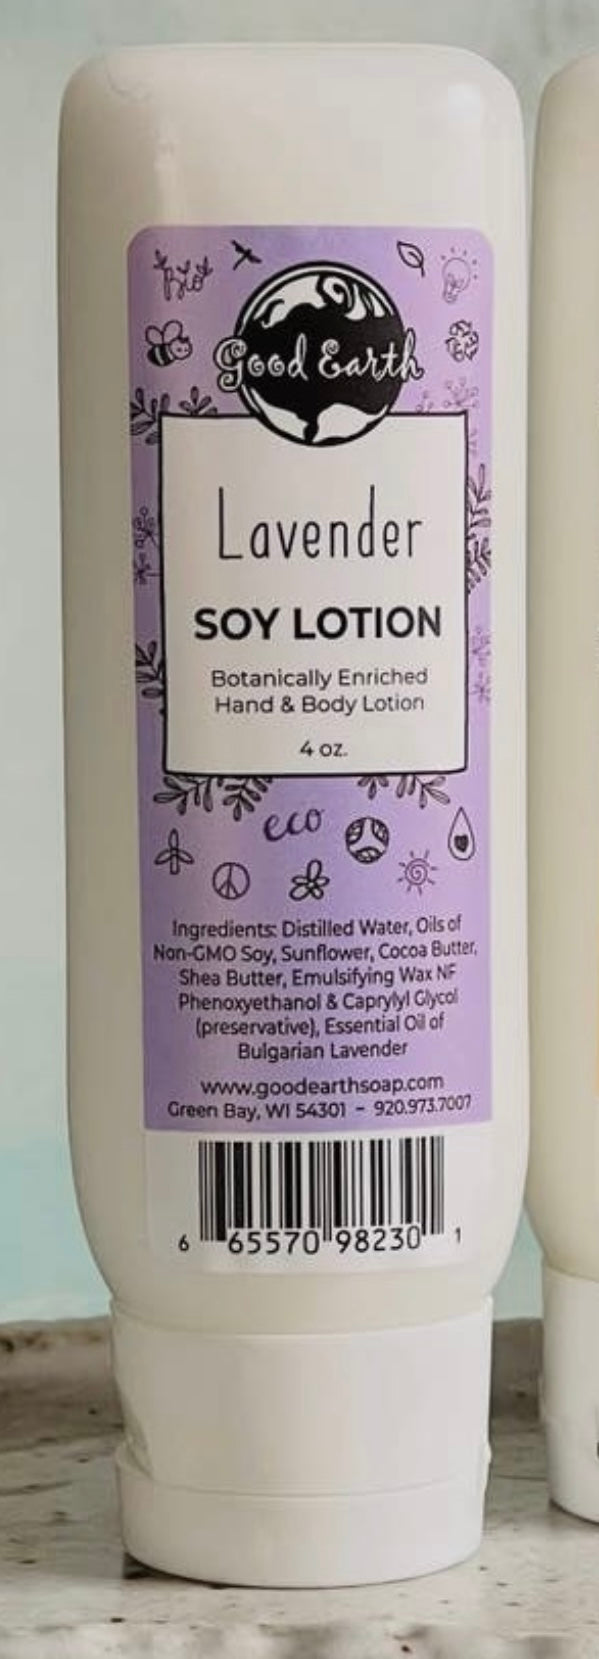 Bio
Good Earth
Lavender
SOY LOTION
Botanically Enriched
Hand & Body Lotion
4 oz.
eco
Ingredients: Distilled Water, Oils of
Non-GMO Soy, Sunflower, Cocoa Butter,
Shea Butter, Emulsifying Wax NF
Phenoxyethanol & Caprylyl Glycol
(preservative), Essential Oil of
Bulgarian Lavender
www.goodearthsoap.com
Green Bay, WI 54301 - 920.973.7007
6 65570 98230 1